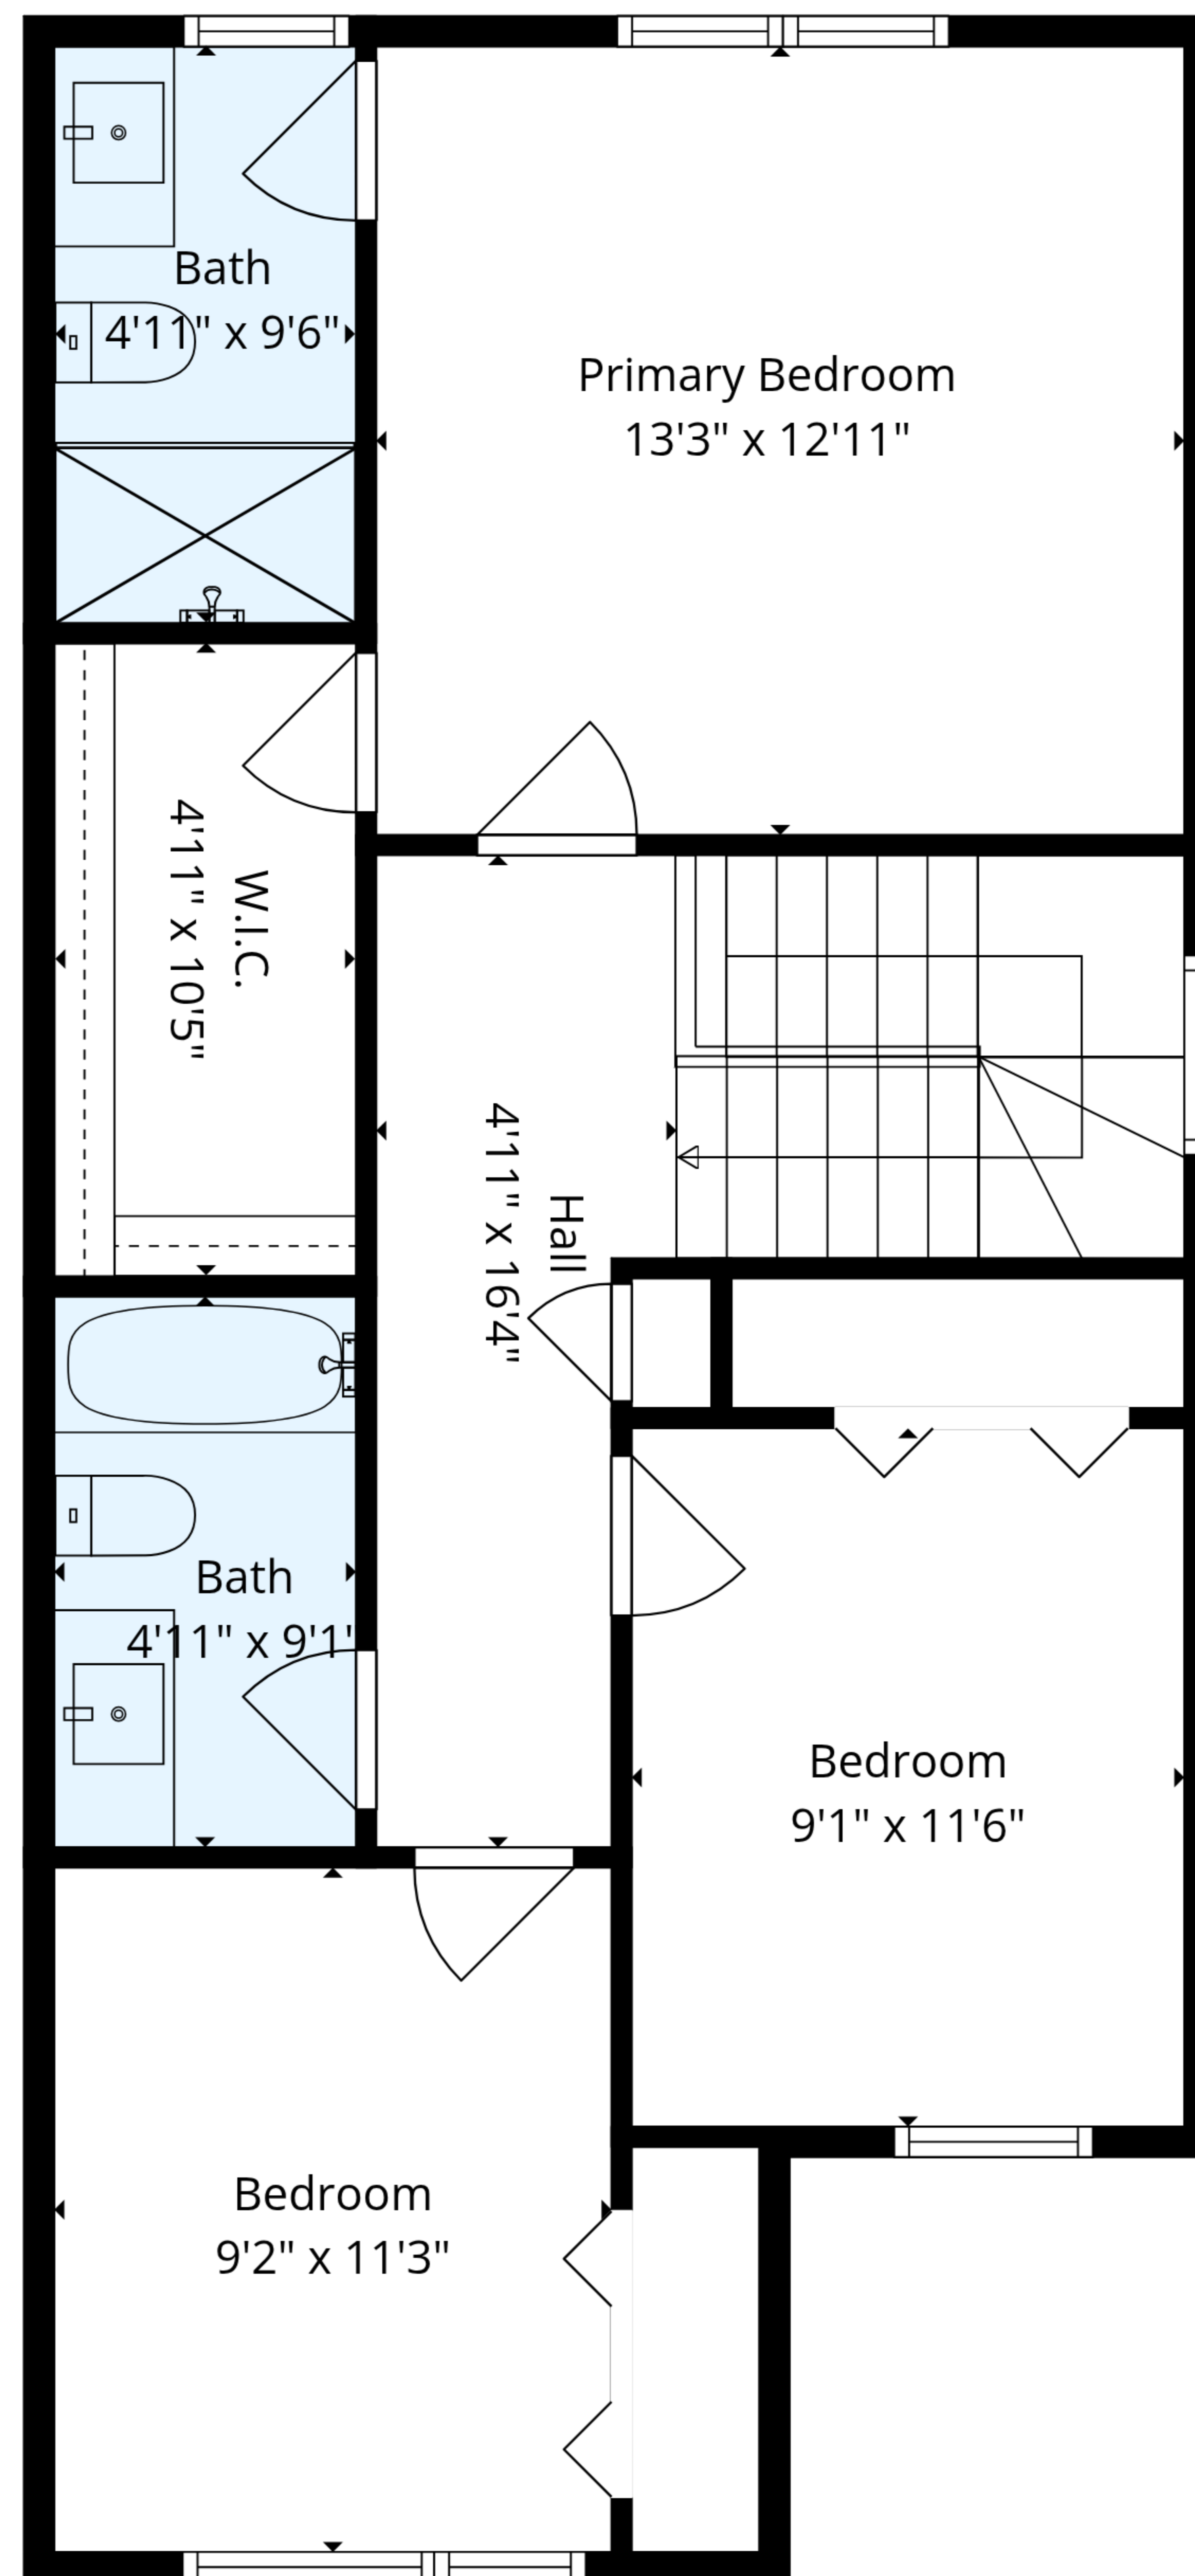 Bath
4'11" x 9'6"
Primary Bedroom
13'3" x 12'11"
W.I.C.
4'11" x 10'5"
Hall
4'11" x 16'4"
Bath
4'11" x 9'1"
Bedroom
9'1" x 11'6"
Bedroom
9'2" x 11'3"